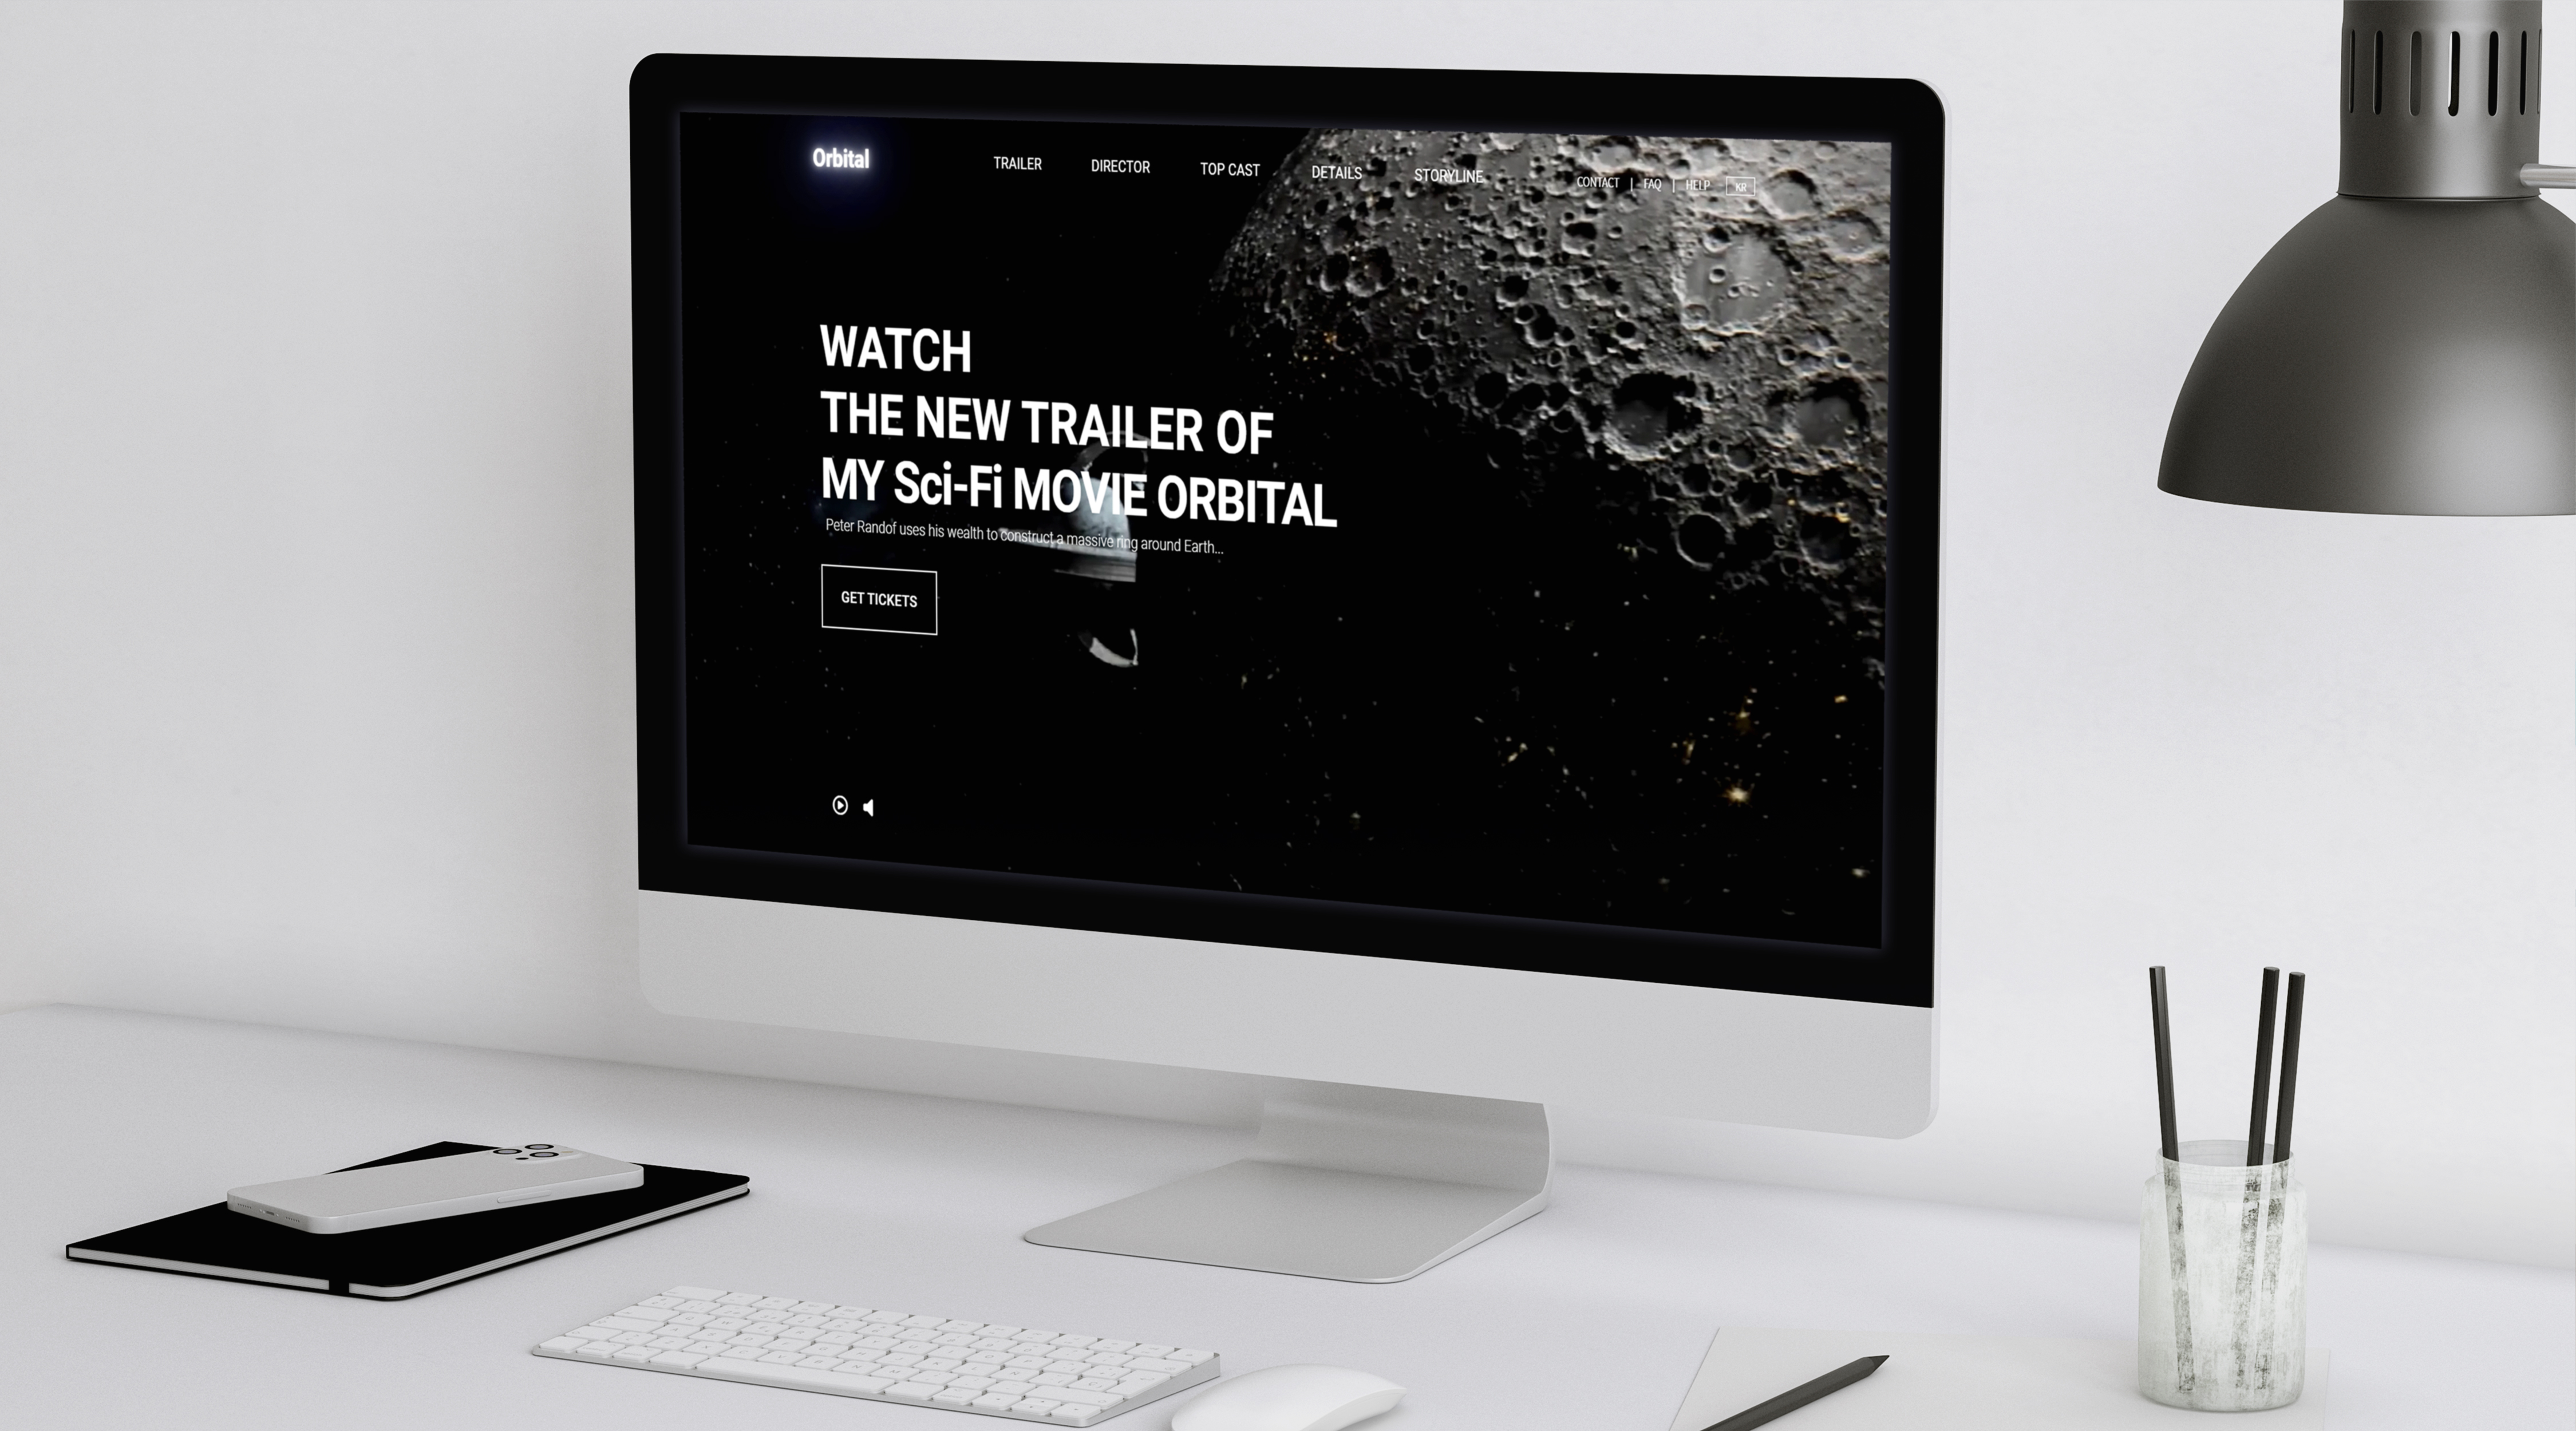 Orbital
TRAILER DIRECTOR TOP CAST DETAILS STORYLINE
CONTACT | FAQ | HELP KR
WATCH
THE NEW TRAILER OF
MY Sci-Fi MOVIE ORBITAL
Peter Randof uses his wealth to construct a massive ring around Earth...
GET TICKETS